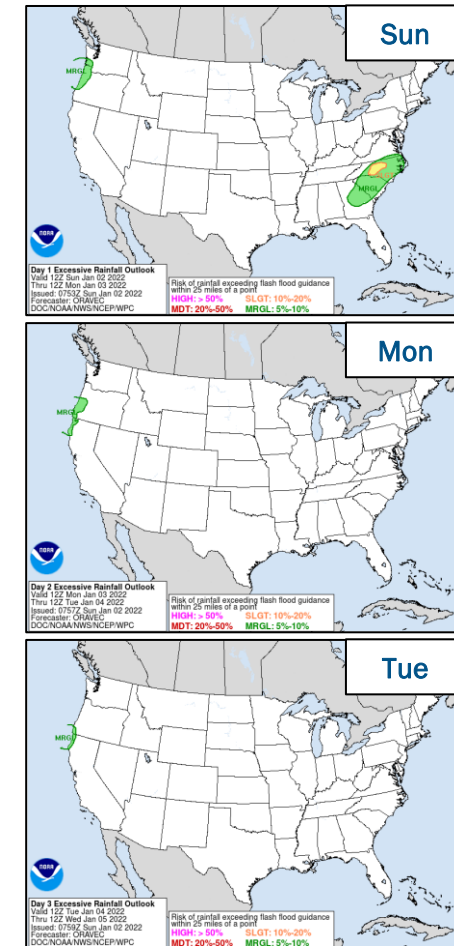 Sun
MRGL
SLGT
MRGL
NOAA
Day 1 Excessive Rainfall Outlook
Valid 12Z Sun Jan 02 2022
Thru 12Z Mon Jan 03 2022
Issued: 0753Z Sun Jan 02 2022
Forecaster: ORAVEC
DOC/NOAA/NWS/NCEP/WPC
Risk of rainfall exceeding flash flood guidance
within 25 miles of a point
HIGH: > 50% SLGT: 10%-20%
MDT: 20%-50% MRGL: 5%-10%
Mon
MRGL
NOAA
Day 2 Excessive Rainfall Outlook
Valid 12Z Mon Jan 03 2022
Thru 12Z Tue Jan 04 2022
Issued: 0757Z Sun Jan 02 2022
Forecaster: ORAVEC
DOC/NOAA/NWS/NCEP/WPC
Risk of rainfall exceeding flash flood guidance
within 25 miles of a point
HIGH: > 50% SLGT: 10%-20%
MDT: 20%-50% MRGL: 5%-10%
Tue
MRGL
NOAA
Day 3 Excessive Rainfall Outlook
Valid 12Z Tue Jan 04 2022
Thru 12Z Wed Jan 05 2022
Issued: 0759Z Sun Jan 02 2022
Forecaster: ORAVEC
DOC/NOAA/NWS/NCEP/WPC
Risk of rainfall exceeding flash flood guidance
within 25 miles of a point
HIGH: > 50% SLGT: 10%-20%
MDT: 20%-50% MRGL: 5%-10%